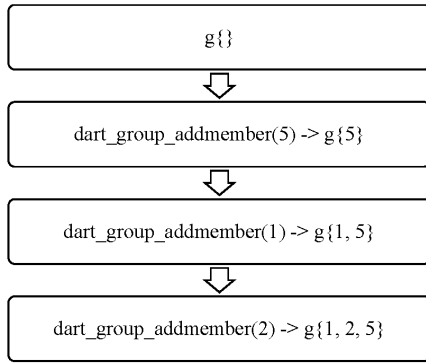 g{}
dart_group_addmember(5) -> g{5}
dart_group_addmember(1) -> g{1, 5}
dart_group_addmember(2) -> g{1, 2, 5}